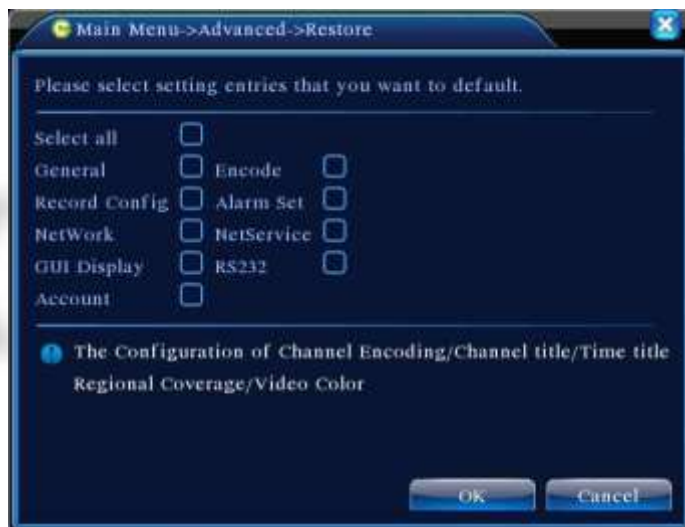 Main Menu->Advanced->Restore
Please select setting entries that you want to default.
Select all
General Encode
Record Config Alarm Set
NetWork NetService
GUI Display RS232
Account
The Configuration of Channel Encoding/Channel title/Time title
Regional Coverage/Video Color
OK Cancel